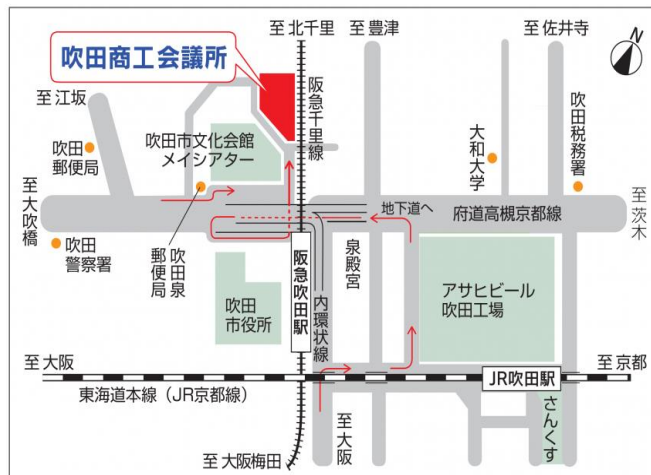 至北千里
至豊津
至佐井寺
N
吹田商工会議所
至江坂
阪急千里線
吹田
郵便局
吹田市文化会館
メイシアター
大和大学
吹田税務署
至大吹橋
地下道へ
府道高槻京都線
至茨木
吹田
警察署
吹田泉
郵便局
阪急吹田駅
泉殿宮
吹田
市役所
内環状線
アサヒビール
吹田工場
至大阪
至京都
JR吹田駅
東海道本線（JR京都線）
至大阪
さんくす
至大阪梅田